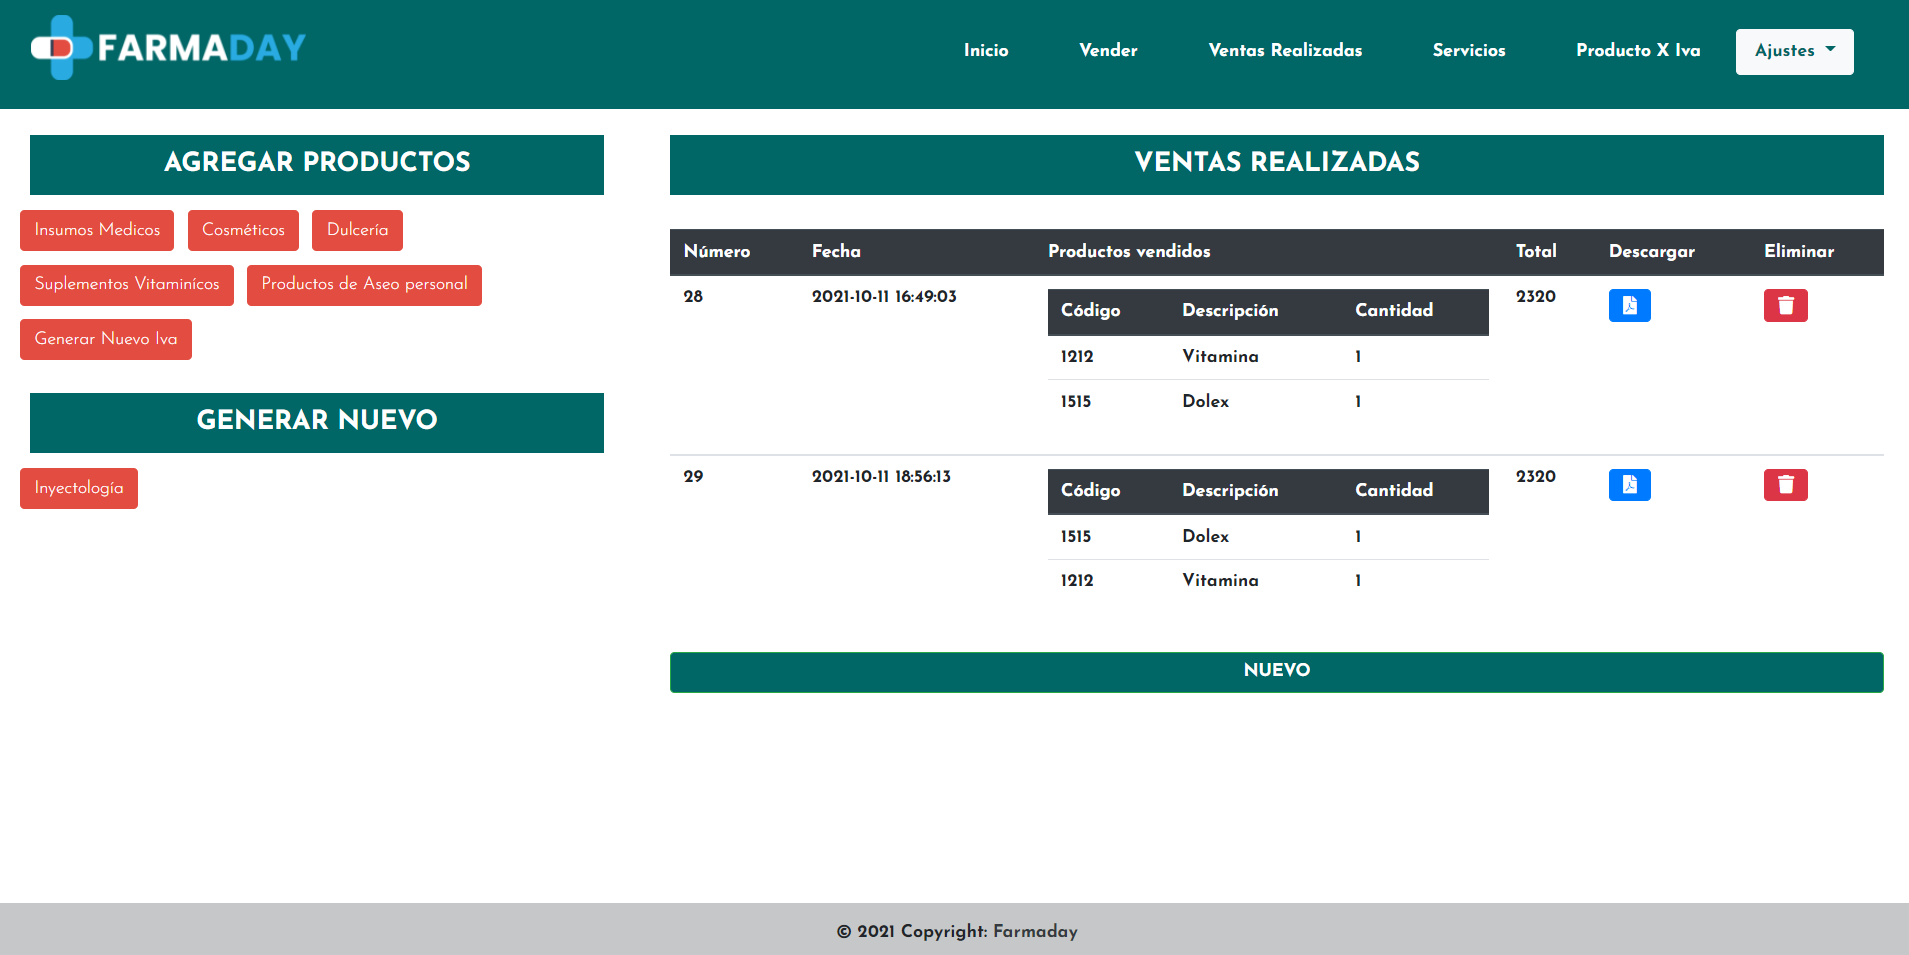 FARMADAY
Inicio Vender Ventas Realizadas Servicios Producto X Iva Ajustes
AGREGAR PRODUCTOS
Insumos Medicos Cosméticos Dulcería
Suplementos Vitaminícos Productos de Aseo personal
Generar Nuevo Iva
GENERAR NUEVO
Inyectología
VENTAS REALIZADAS
Número Fecha Productos vendidos Total Descargar Eliminar
28 2021-10-11 16:49:03 2320
Código Descripción Cantidad
1212 Vitamina 1
1515 Dolex 1
29 2021-10-11 18:56:13 2320
Código Descripción Cantidad
1515 Dolex 1
1212 Vitamina 1
NUEVO
© 2021 Copyright: Farmaday